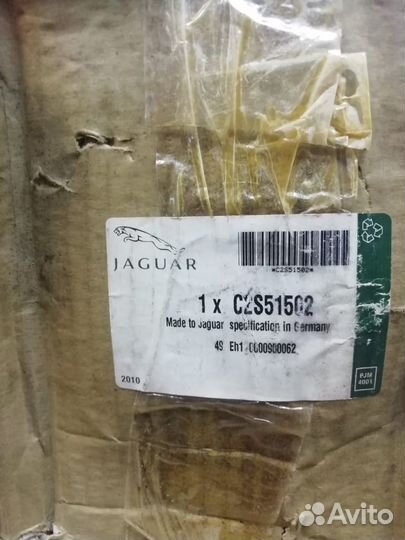 JAGUAR
*C2S51502*
1 x C2S51502
Made to Jaguar specification in Germany
49 Eh1 0000900062
2010
PJM
4001
Avito